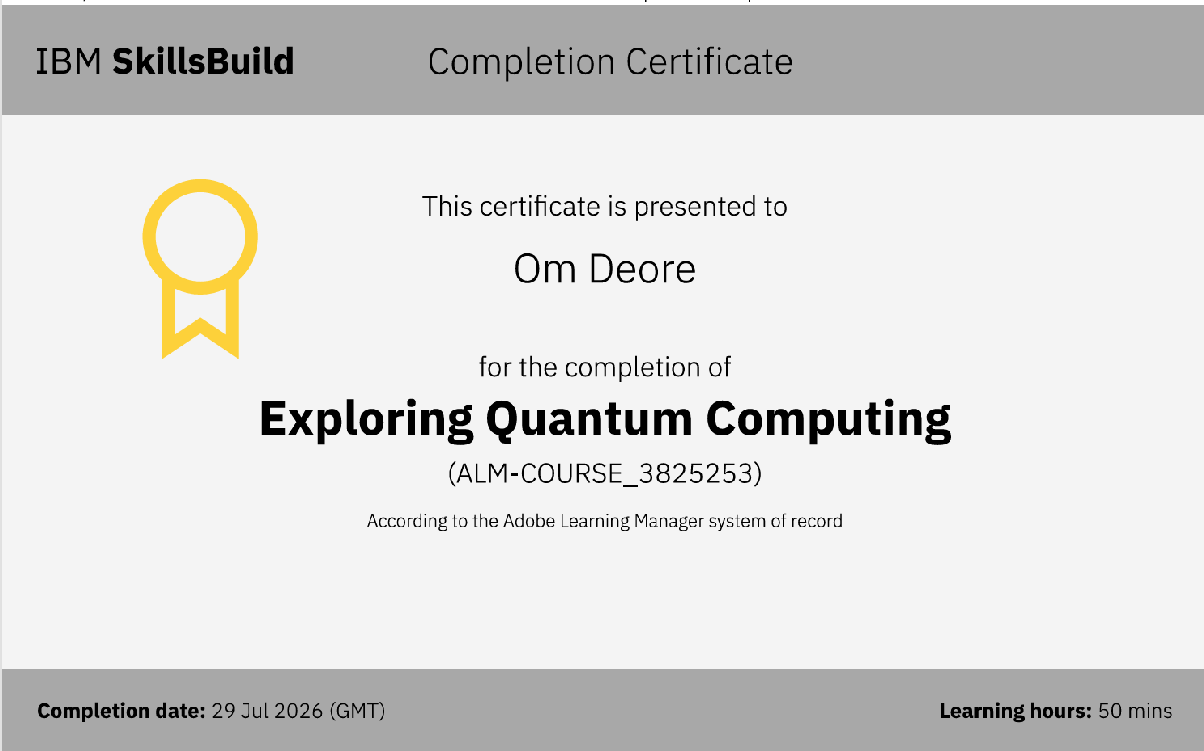 IBM SkillsBuild
Completion Certificate
This certificate is presented to
Om Deore
for the completion of
Exploring Quantum Computing
(ALM-COURSE_3825253)
According to the Adobe Learning Manager system of record
Completion date: 29 Jul 2026 (GMT)
Learning hours: 50 mins